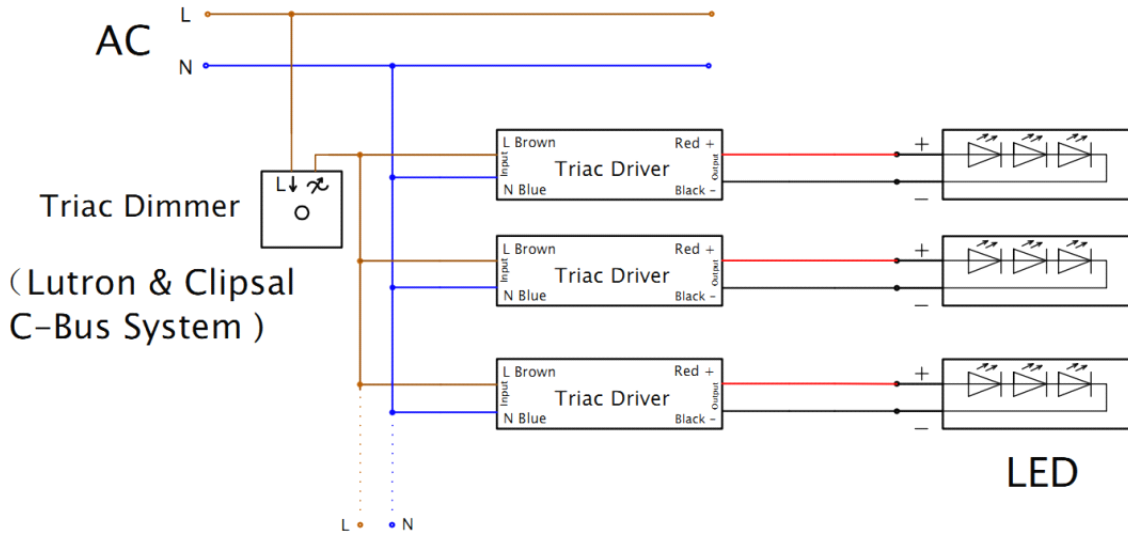 L
AC
N
L
Triac Dimmer
（Lutron & Clipsal
C-Bus System )
L Brown
Red +
Input
Triac Driver
Output
N Blue
Black -
+
-
L Brown
Red +
Input
Triac Driver
Output
N Blue
Black -
+
-
L Brown
Red +
Input
Triac Driver
Output
N Blue
Black -
+
-
LED
L
N